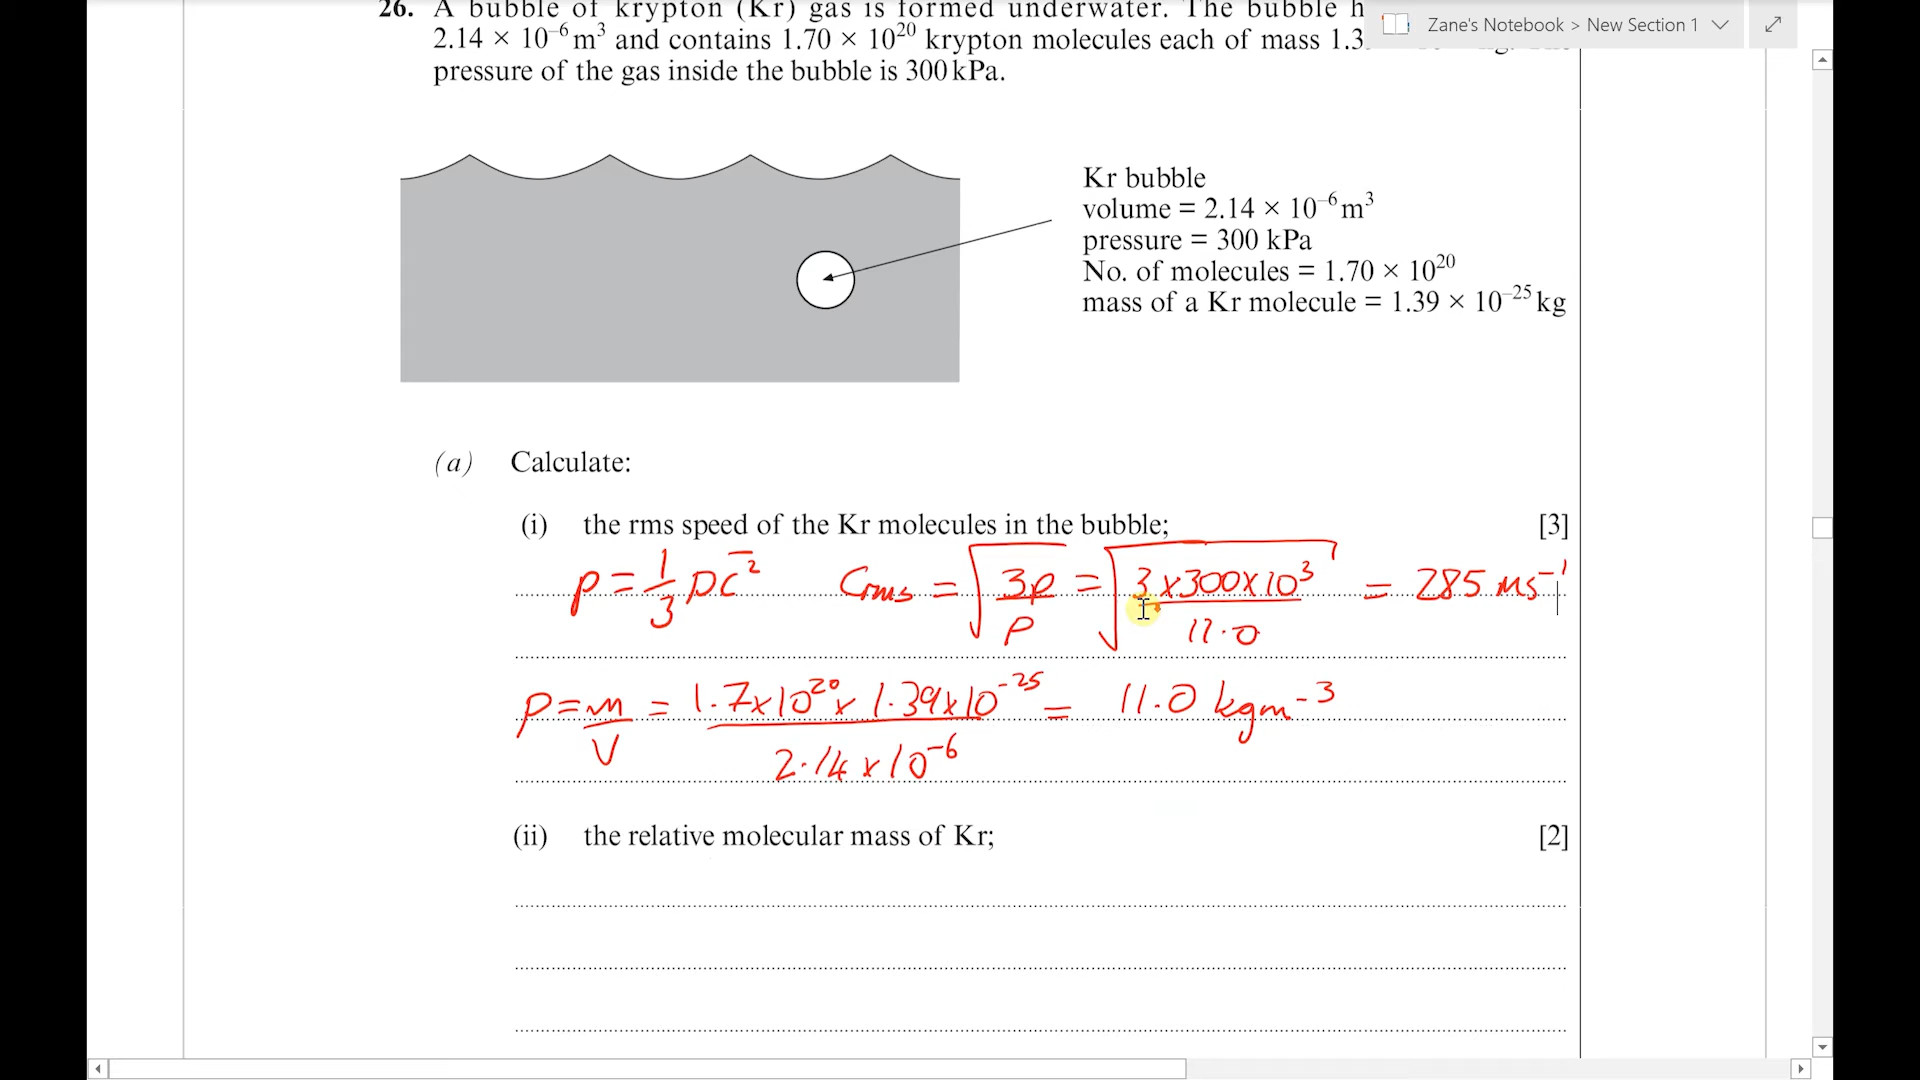 Zane's Notebook > New Section 1
26. A bubble of krypton (Kr) gas is formed underwater. The bubble h
2.14 × 10⁻⁶ m³ and contains 1.70 × 10²⁰ krypton molecules each of mass 1.3
pressure of the gas inside the bubble is 300 kPa.
Kr bubble
volume = 2.14 × 10⁻⁶ m³
pressure = 300 kPa
No. of molecules = 1.70 × 10²⁰
mass of a Kr molecule = 1.39 × 10⁻²⁵ kg
(a) Calculate:
(i) the rms speed of the Kr molecules in the bubble; [3]
p = 1/3 ρc̄² Crms = √(3p/ρ) = √(3×300×10³/11.0) = 285 ms⁻¹
ρ = m/V = 1.7×10²⁰ × 1.39×10⁻²⁵ / 2.14×10⁻⁶ = 11.0 kgm⁻³
(ii) the relative molecular mass of Kr; [2]